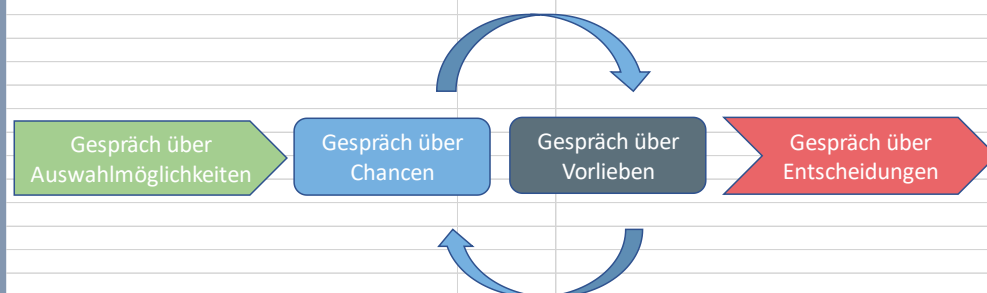 Gespräch über
Auswahlmöglichkeiten
Gespräch über
Chancen
Gespräch über
Vorlieben
Gespräch über
Entscheidungen